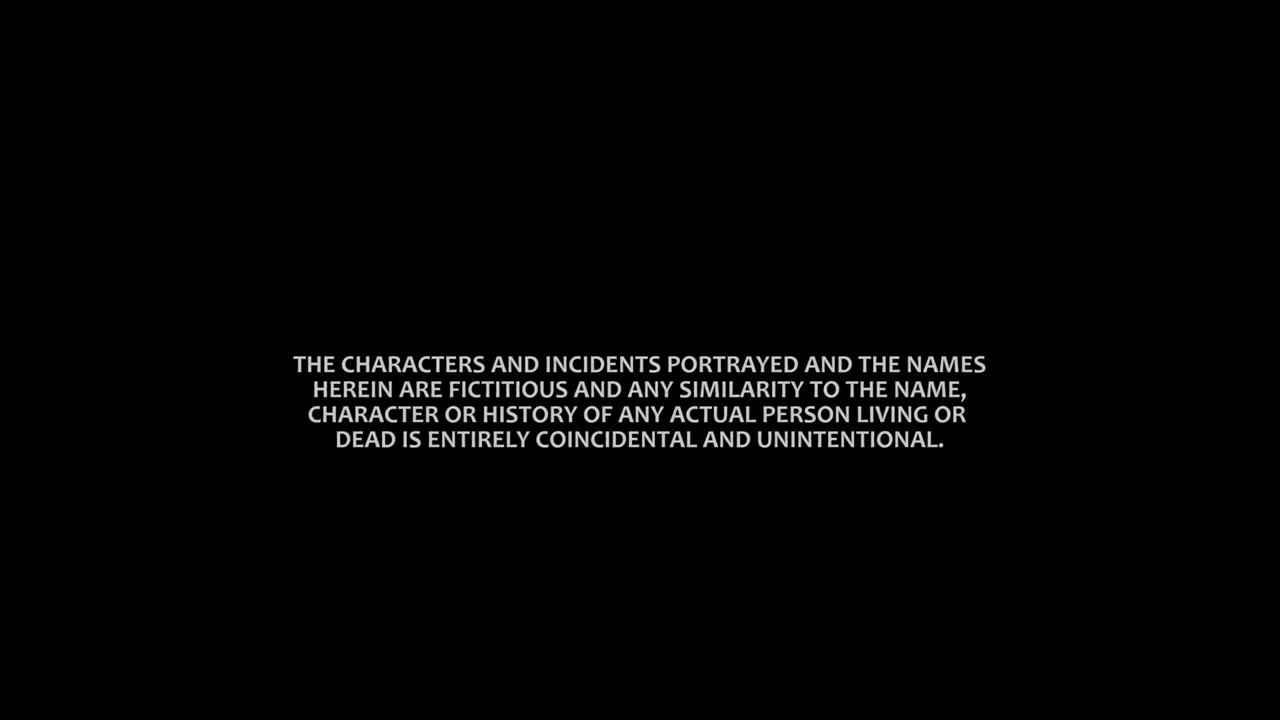 THE CHARACTERS AND INCIDENTS PORTRAYED AND THE NAMES
HEREIN ARE FICTITIOUS AND ANY SIMILARITY TO THE NAME,
CHARACTER OR HISTORY OF ANY ACTUAL PERSON LIVING OR
DEAD IS ENTIRELY COINCIDENTAL AND UNINTENTIONAL.